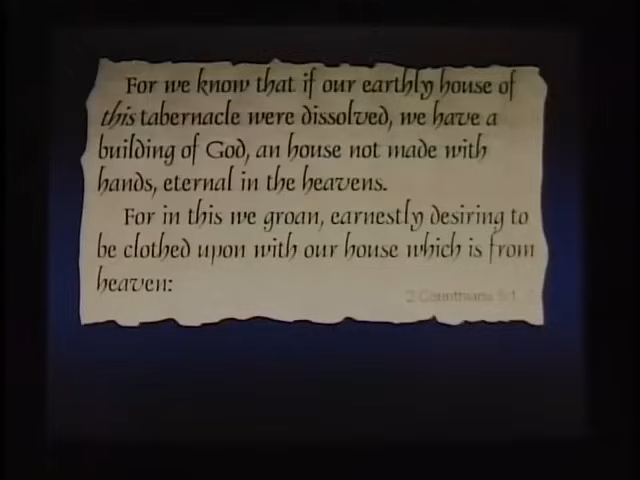 For we know that if our earthly house of
this tabernacle were dissolved, we have a
building of God, an house not made with
hands, eternal in the heavens.
For in this we groan, earnestly desiring to
be clothed upon with our house which is from
heaven:
2 Corinthians 5:1